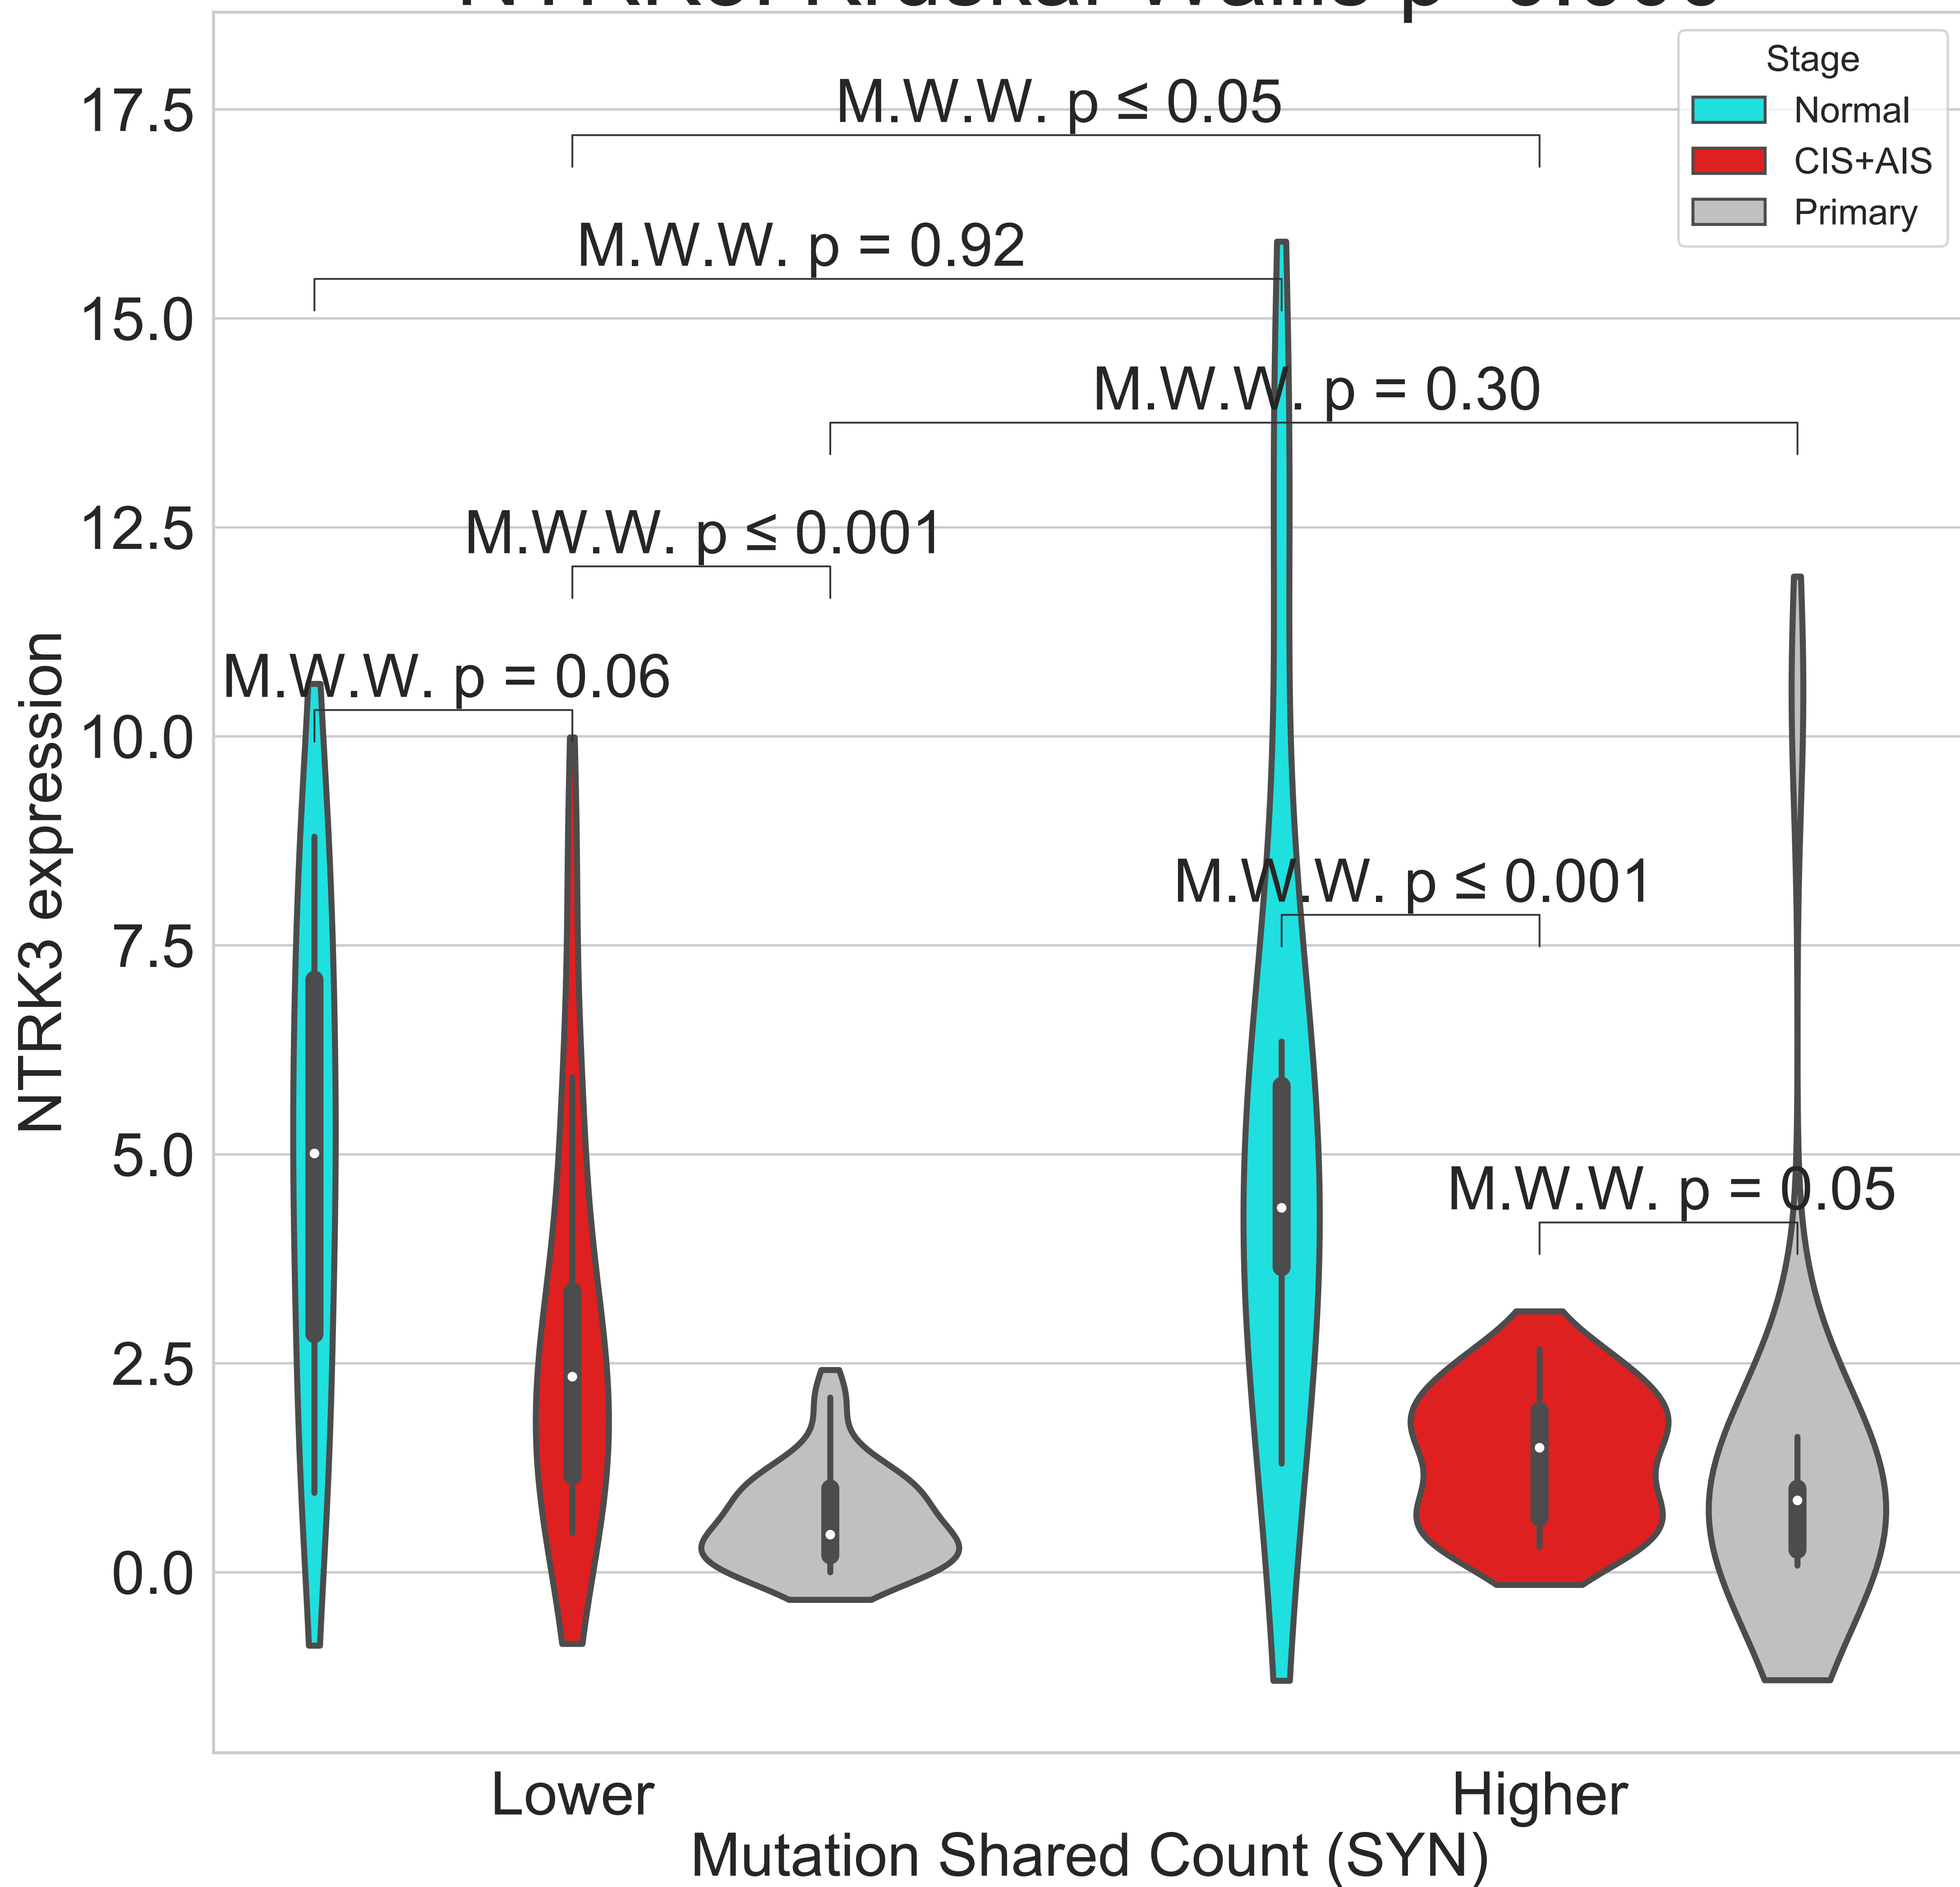 Stage
Normal
CIS+AIS
Primary
M.W.W. p ≤ 0.05
M.W.W. p = 0.92
M.W.W. p = 0.30
M.W.W. p ≤ 0.001
M.W.W. p = 0.06
M.W.W. p ≤ 0.001
M.W.W. p = 0.05
17.5
15.0
12.5
10.0
7.5
5.0
2.5
0.0
NTRK3 expression
Lower
Higher
Mutation Shared Count (SYN)